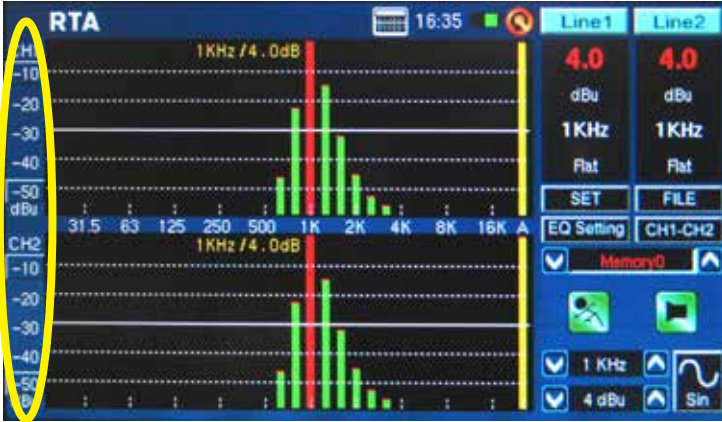 RTA 16:35 Line1 Line2
CH1 1KHz/4.0dB 4.0 4.0
-10
-20 dBu dBu
-30 1KHz 1KHz
-40 Flat Flat
-50 SET FILE
dBu
31.5 63 125 250 500 1K 2K 4K 8K 16K A EQ Setting CH1-CH2
CH2 1KHz/4.0dB Memory0
-10
-20
-30
-40 1 KHz
-50
4 dBu Sin